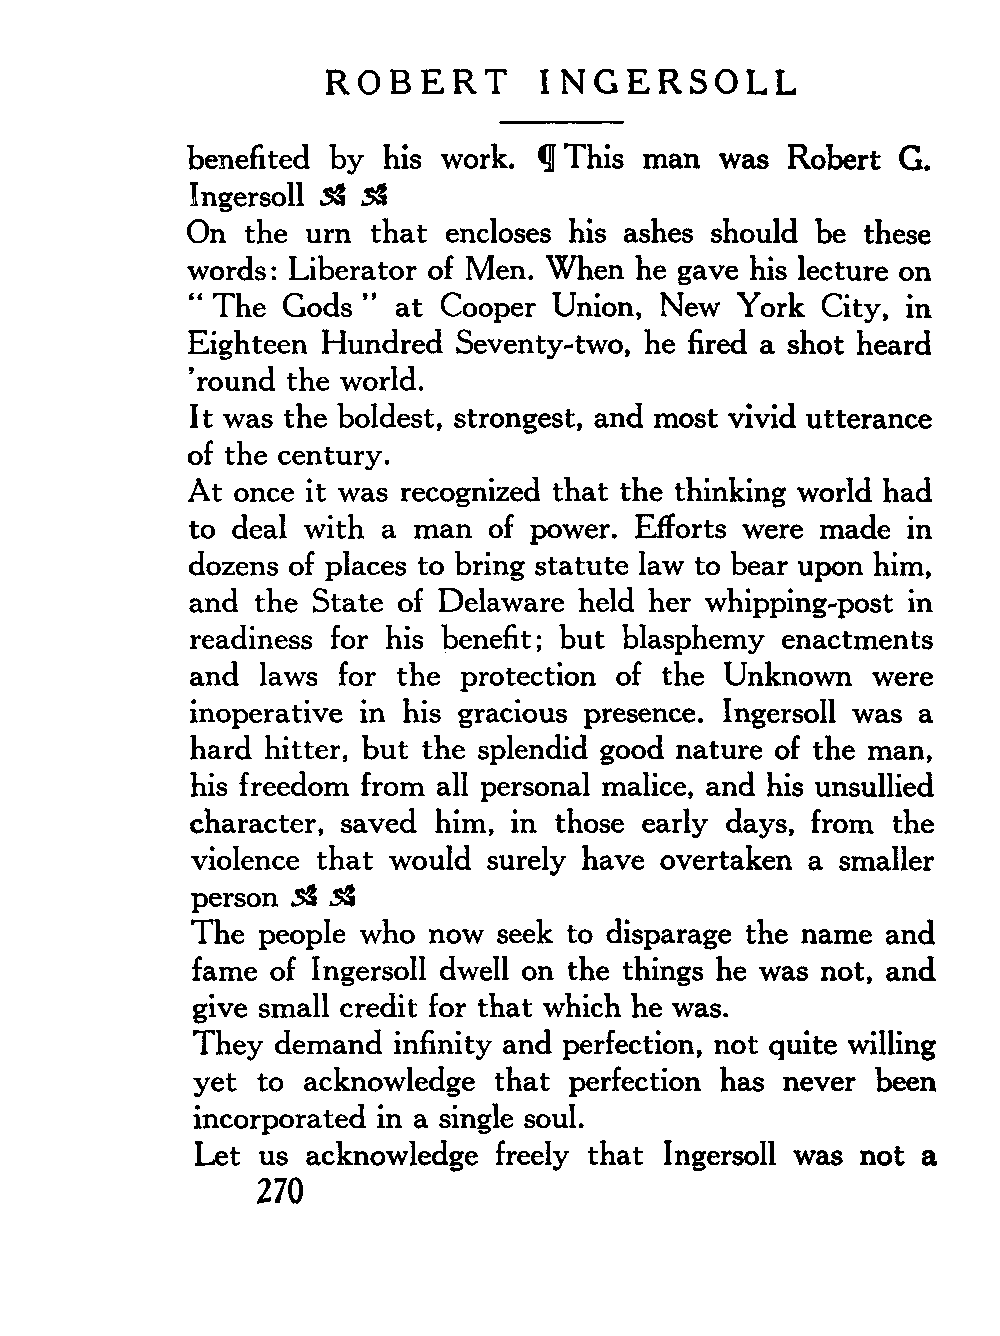 ROBERT INGERSOLL
benefited by his work. ¶ This man was Robert G.
Ingersoll
On the urn that encloses his ashes should be these
words: Liberator of Men. When he gave his lecture on
“ The Gods ” at Cooper Union, New York City, in
Eighteen Hundred Seventy-two, he fired a shot heard
’round the world.
It was the boldest, strongest, and most vivid utterance
of the century.
At once it was recognized that the thinking world had
to deal with a man of power. Efforts were made in
dozens of places to bring statute law to bear upon him,
and the State of Delaware held her whipping-post in
readiness for his benefit; but blasphemy enactments
and laws for the protection of the Unknown were
inoperative in his gracious presence. Ingersoll was a
hard hitter, but the splendid good nature of the man,
his freedom from all personal malice, and his unsullied
character, saved him, in those early days, from the
violence that would surely have overtaken a smaller
person
The people who now seek to disparage the name and
fame of Ingersoll dwell on the things he was not, and
give small credit for that which he was.
They demand infinity and perfection, not quite willing
yet to acknowledge that perfection has never been
incorporated in a single soul.
Let us acknowledge freely that Ingersoll was not a
270